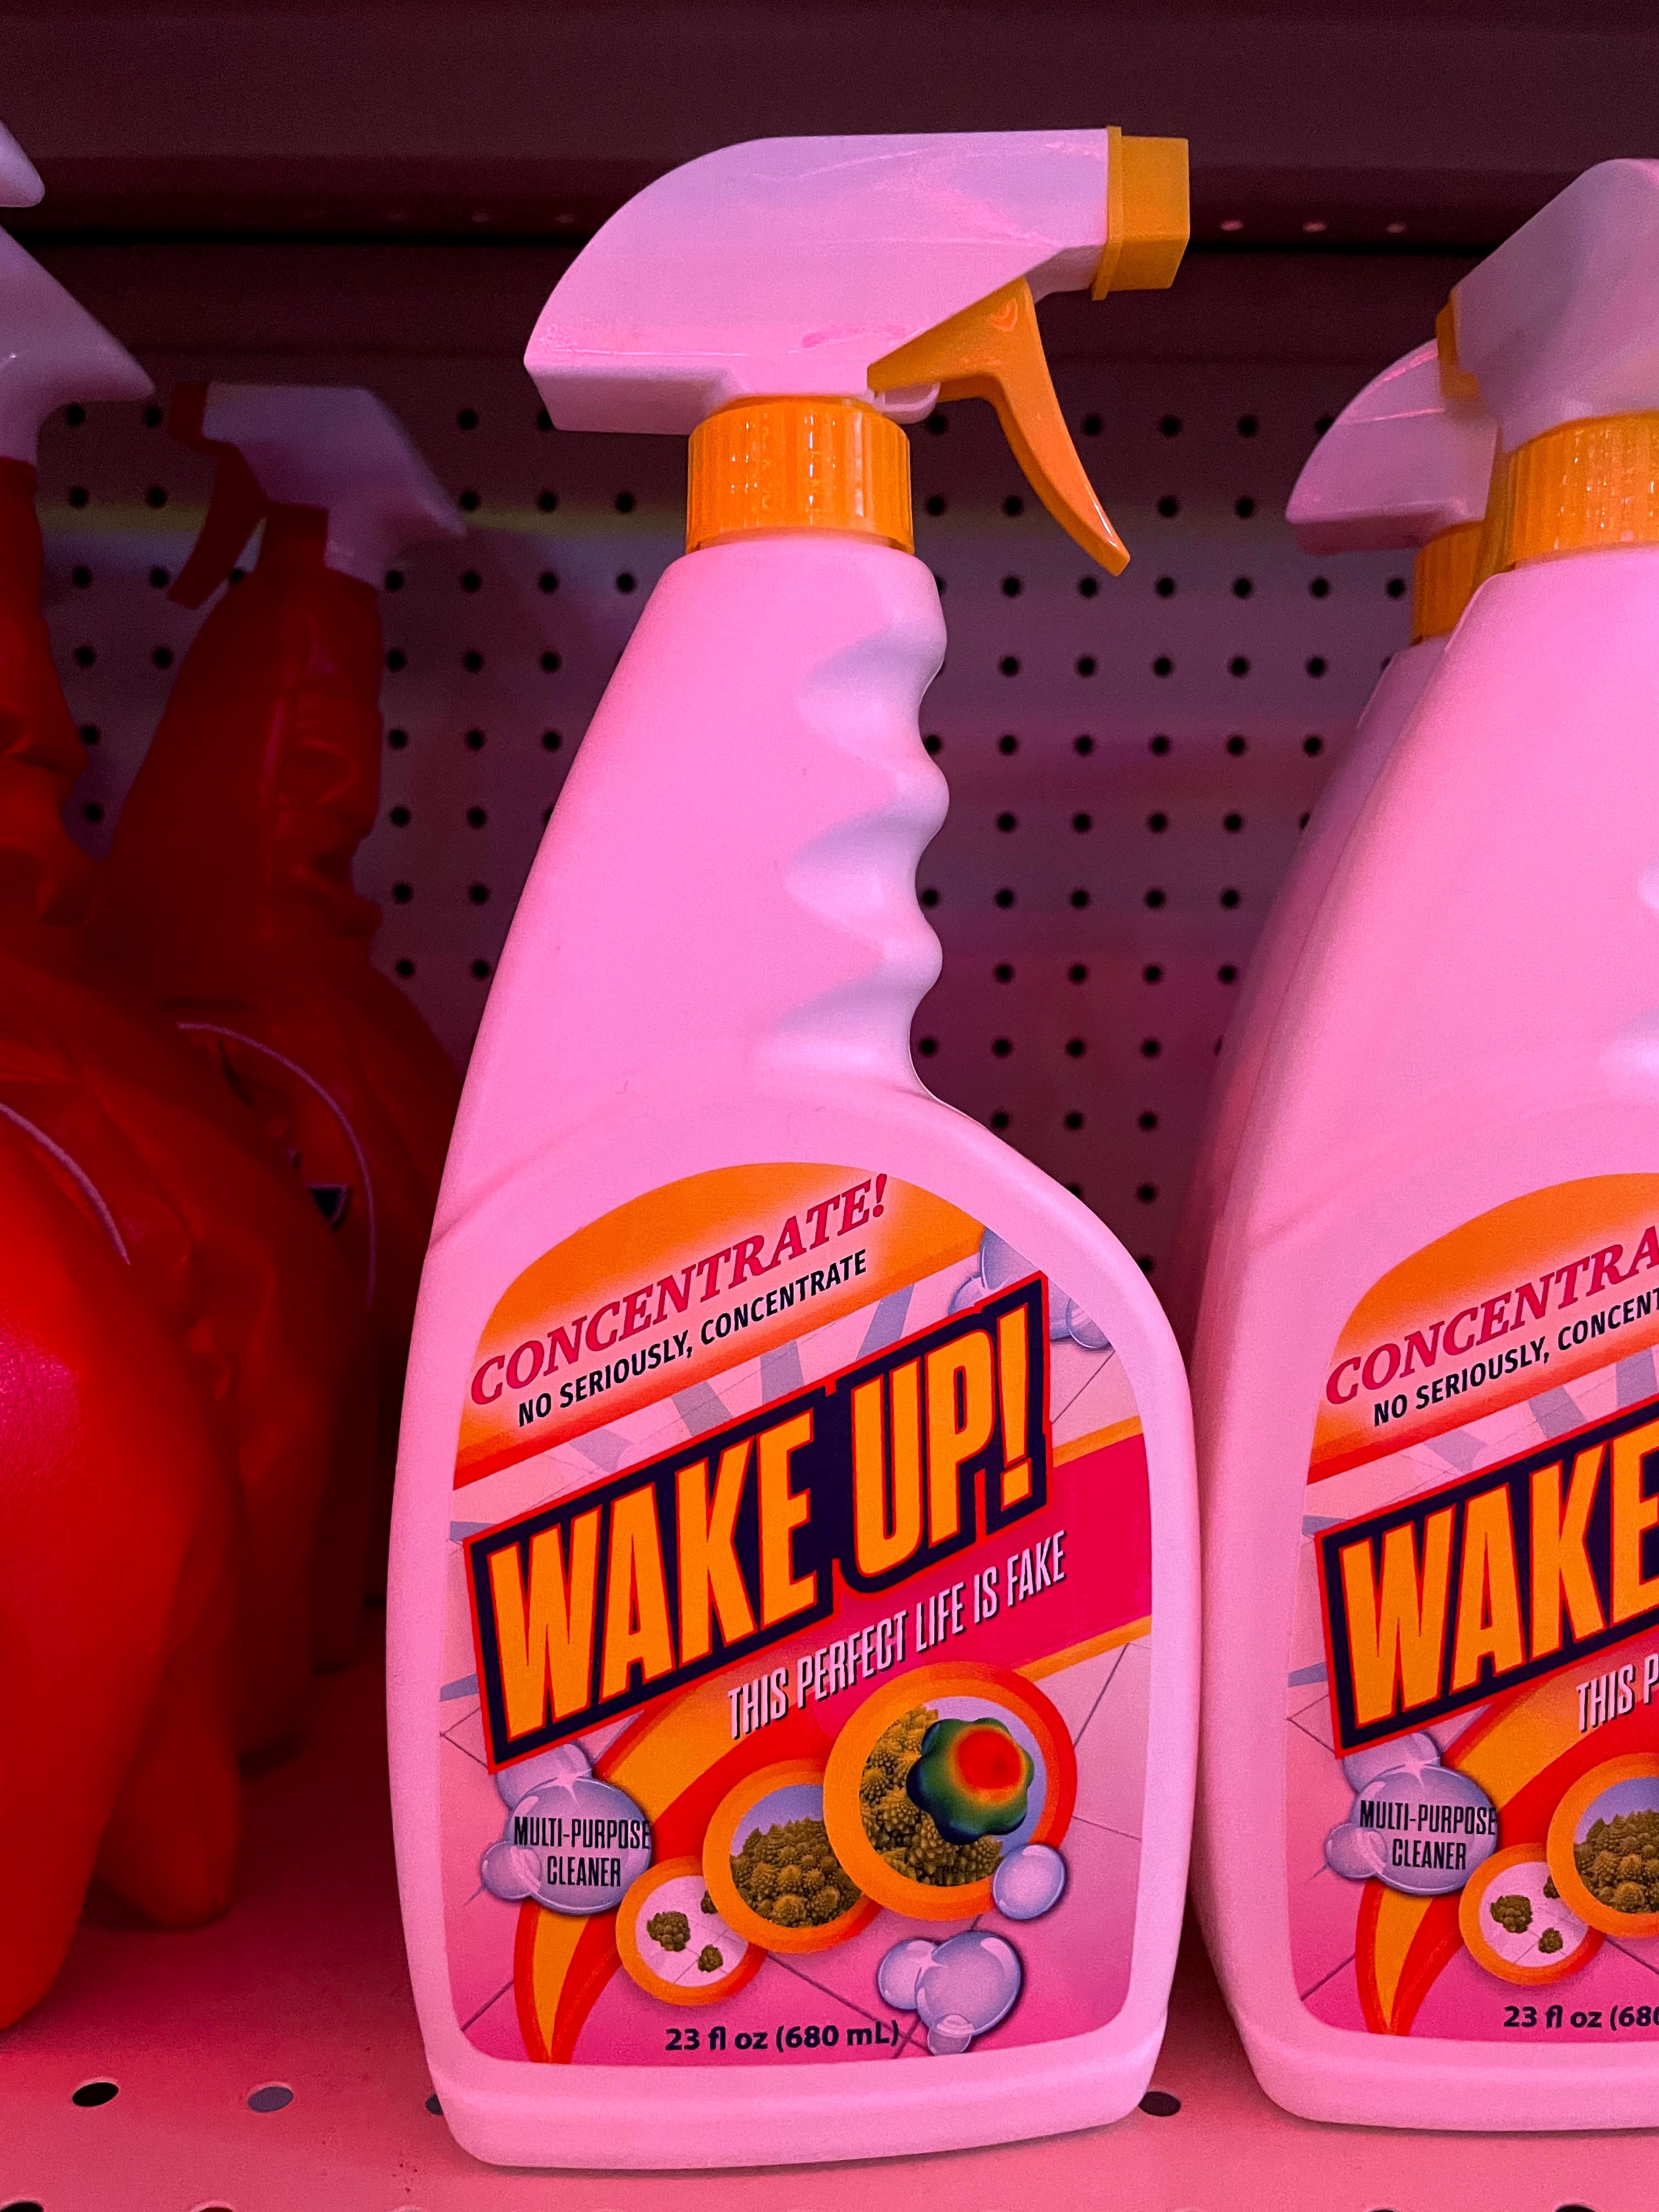 CONCENTRATE!
NO SERIOUSLY, CONCENTRATE
WAKE UP!
THIS PERFECT LIFE IS FAKE
MULTI-PURPOSE
CLEANER
23 fl oz (680 mL)
CONCENTRA
NO SERIOUSLY, CONCENT
WAKE
THIS P
MULTI-PURPOSE
CLEANER
23 fl oz (680